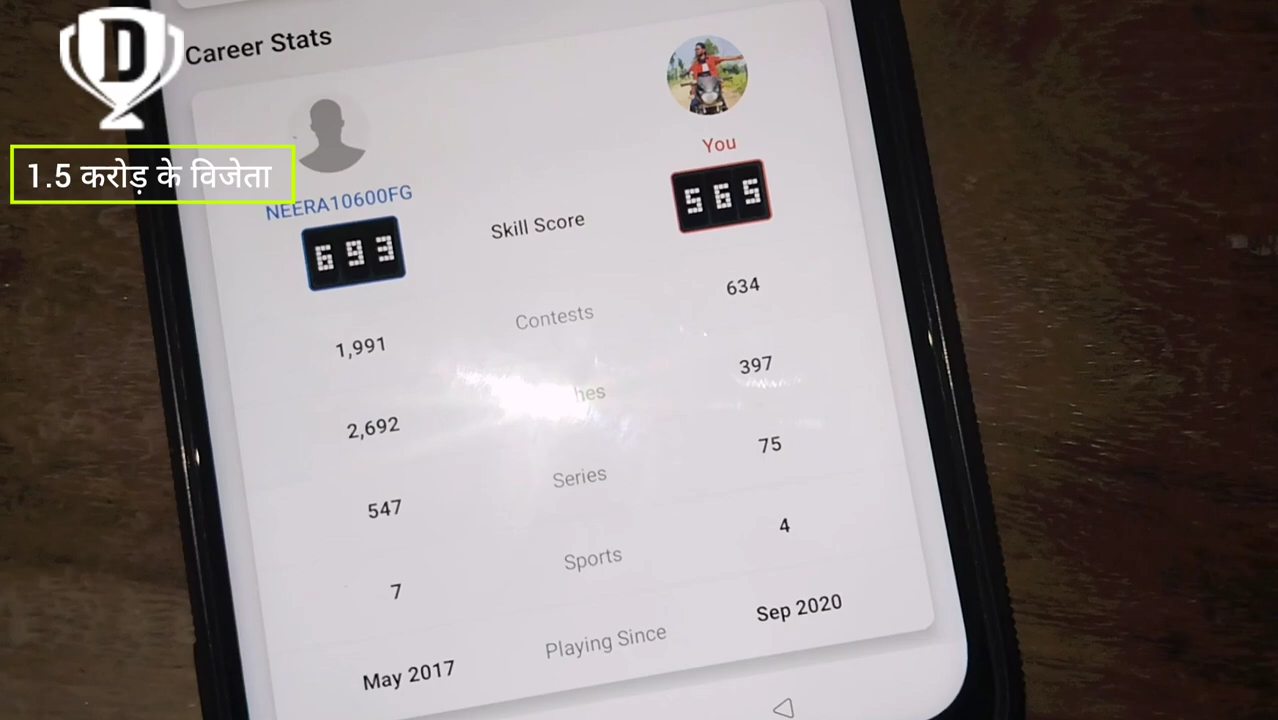 D
Career Stats
1.5 करोड़ के विजेता
NEERA10600FG
You
693
Skill Score
565
1,991
Contests
634
2,692
397
547
Series
75
7
Sports
4
May 2017
Playing Since
Sep 2020